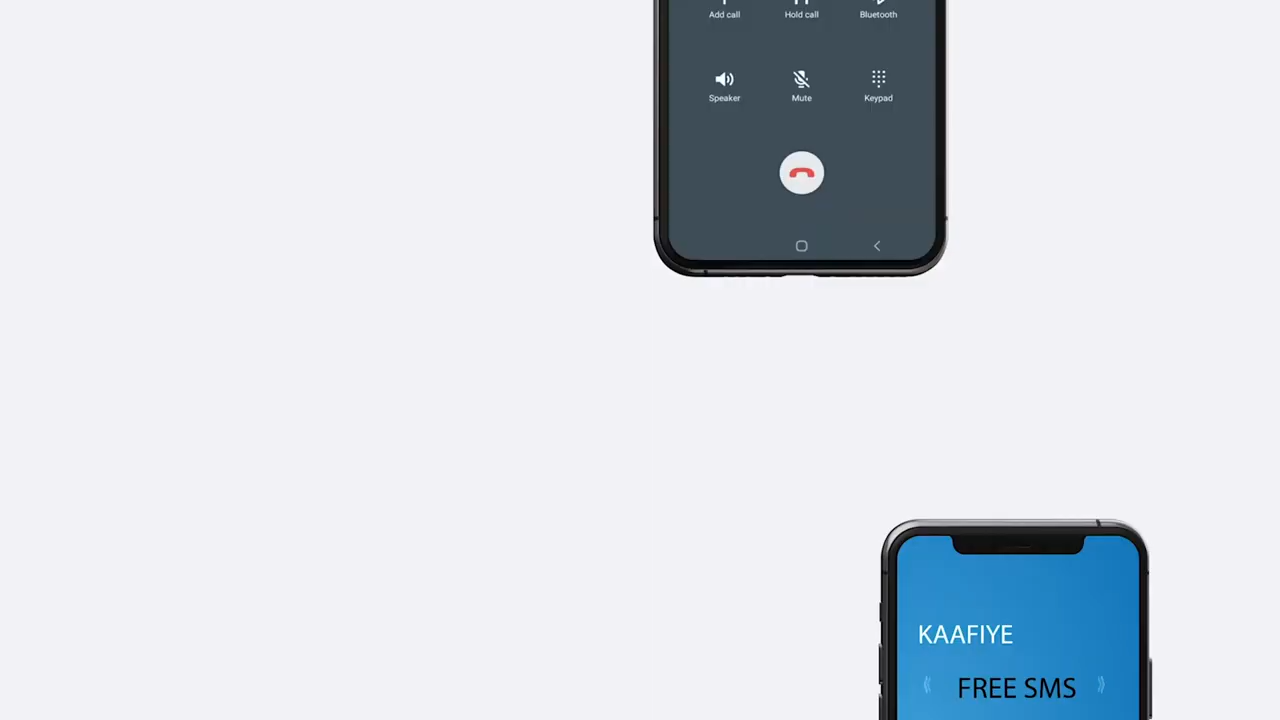 Add call Hold call Bluetooth
Speaker Mute Keypad
KAAFIYE
FREE SMS